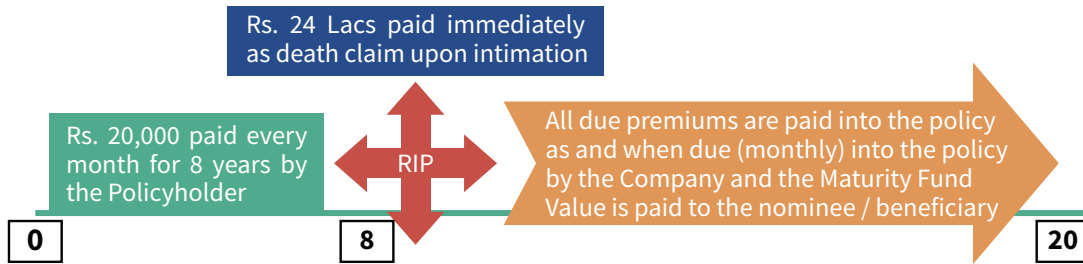 Rs. 24 Lacs paid immediately
as death claim upon intimation
Rs. 20,000 paid every
month for 8 years by
the Policyholder
RIP
All due premiums are paid into the policy
as and when due (monthly) into the policy
by the Company and the Maturity Fund
Value is paid to the nominee / beneficiary
0
8
20